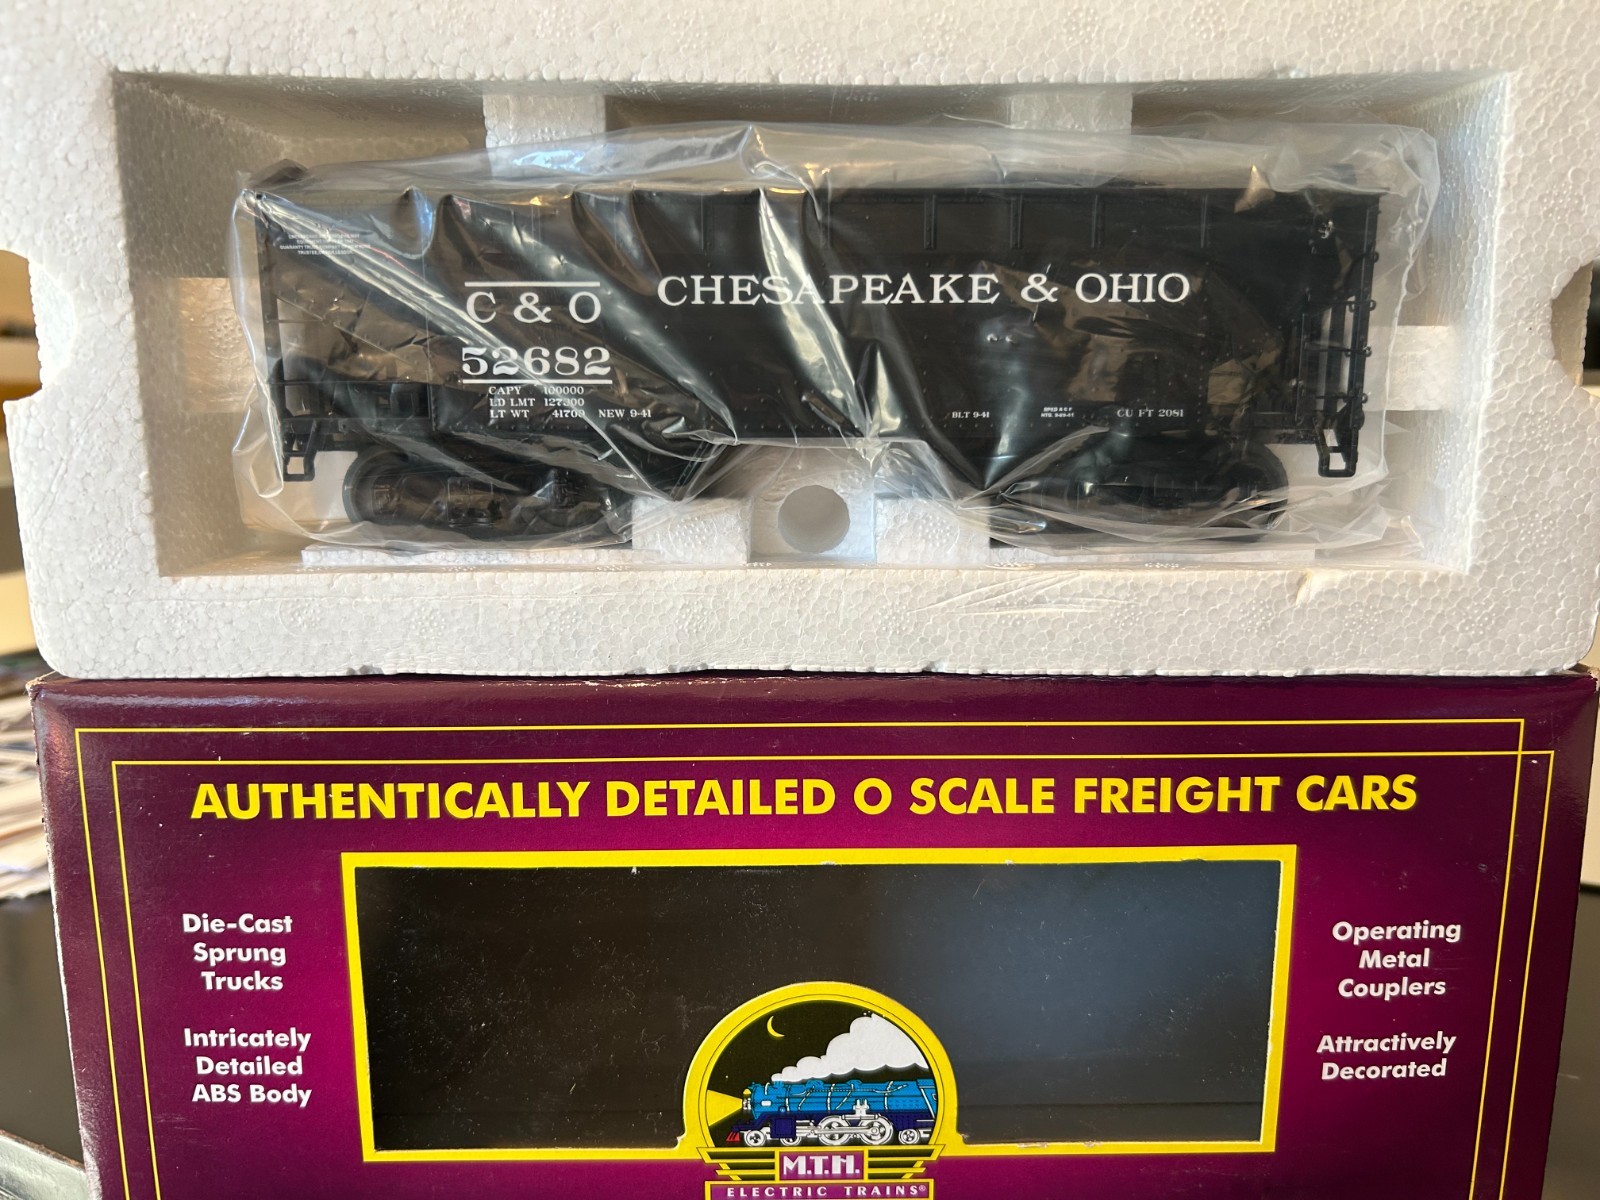 C & O
CHESAPEAKE & OHIO
52682
CAPY 100000
LD LMT 127300
LT WT 41700 NEW 9-41
BLT 9-41
CU FT 2081
AUTHENTICALLY DETAILED O SCALE FREIGHT CARS
Die-Cast
Sprung
Trucks
Intricately
Detailed
ABS Body
Operating
Metal
Couplers
Attractively
Decorated
M.T.H.
ELECTRIC TRAINS®